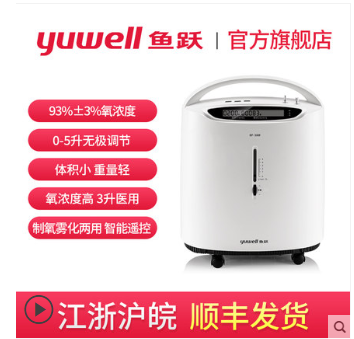 yuwell 鱼跃 | 官方旗舰店
93%±3%氧浓度
0-5升无极调节
体积小 重量轻
氧浓度高 3升医用
制氧雾化两用 智能遥控
yuwell 鱼跃
江浙沪皖 顺丰发货